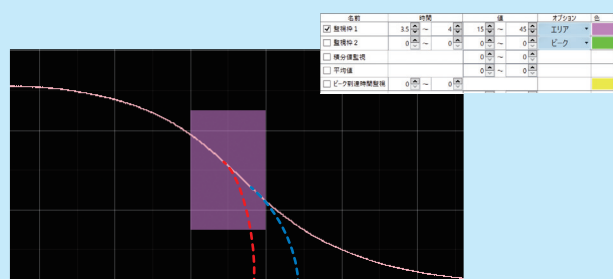 名前 時間 値 オプション 色
監視枠1 3.5 ~ 4 15 ~ 45 エリア
監視枠2 0 ~ 0 0 ~ 0 ピーク
積分値監視 0 ~ 0
平均値 0 ~ 0
ピーク到達時間監視 0 ~ 0